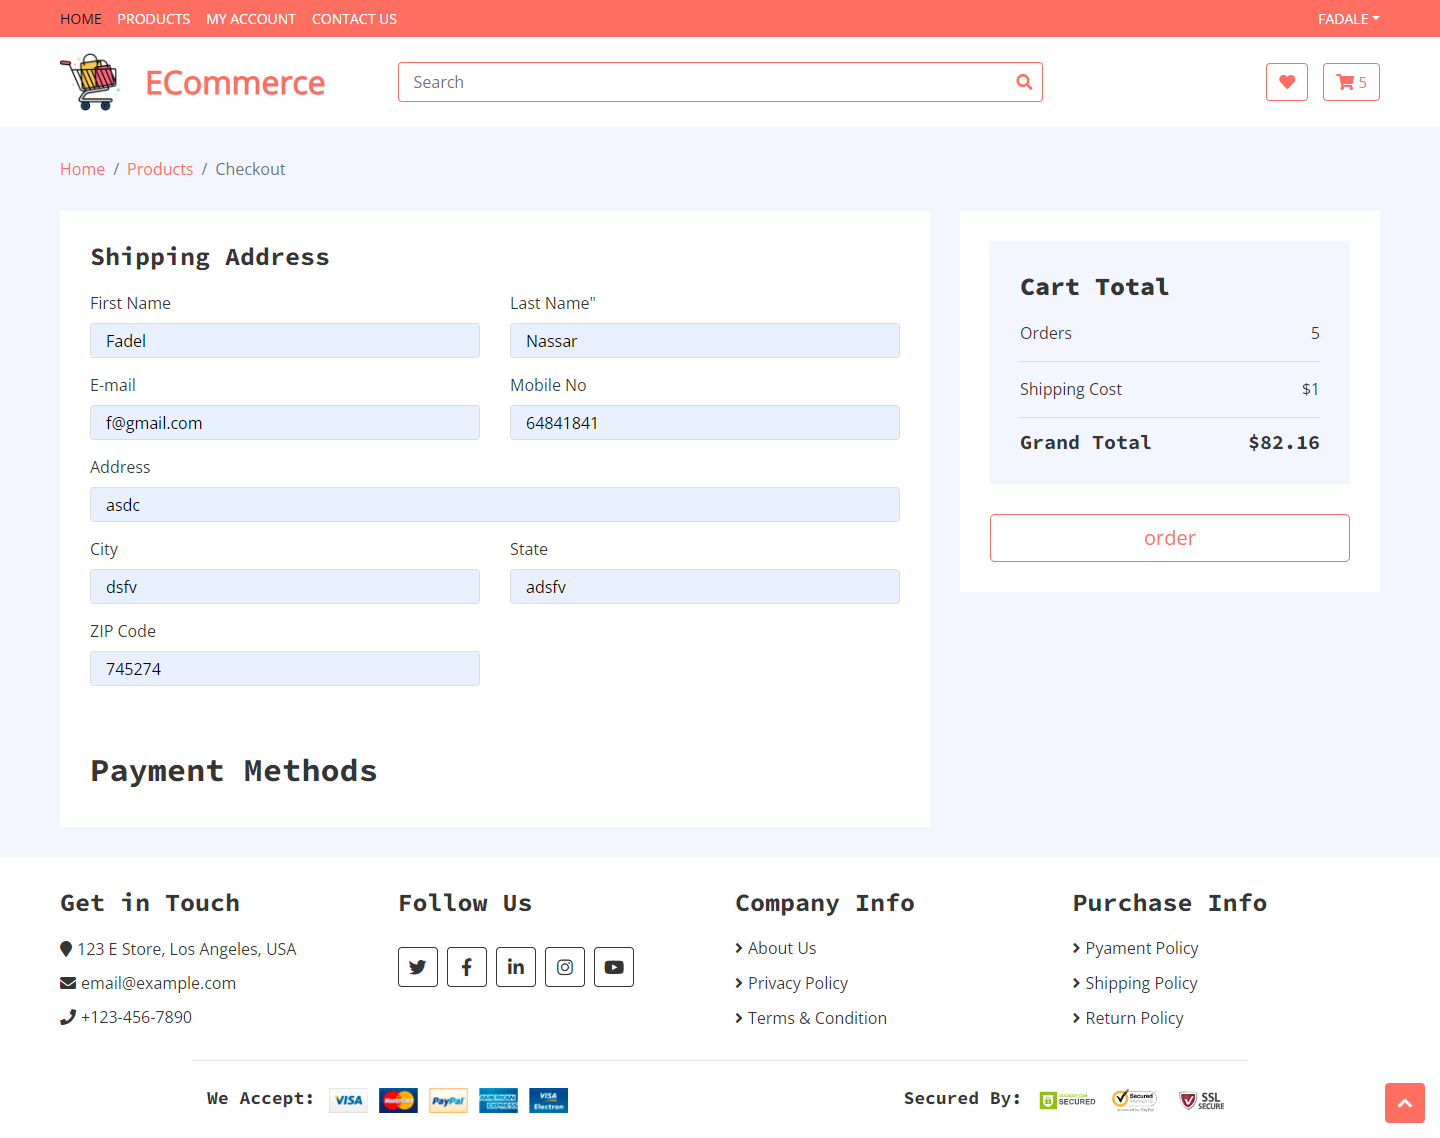 HOME PRODUCTS MY ACCOUNT CONTACT US FADALE
ECommerce Search 5
Home / Products / Checkout
Shipping Address
First Name Last Name"
Fadel Nassar
E-mail Mobile No
f@gmail.com 64841841
Address
asdc
City State
dsfv adsfv
ZIP Code
745274
Payment Methods
Cart Total
Orders 5
Shipping Cost $1
Grand Total $82.16
order
Get in Touch
123 E Store, Los Angeles, USA
email@example.com
+123-456-7890
Follow Us
Company Info
About Us
Privacy Policy
Terms & Condition
Purchase Info
Pyament Policy
Shipping Policy
Return Policy
We Accept: VISA MasterCard PayPal AMERICAN EXPRESS VISA Electron
Secured By: SECURED Secured SSL SECURE